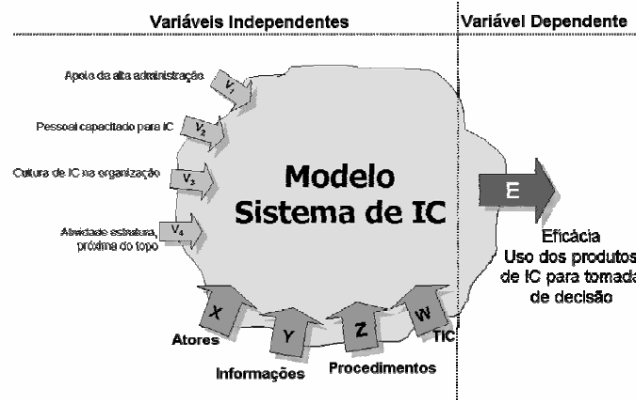 Variáveis Independentes
Variável Dependente
Apoio da alta administração
V1
Pessoal capacitado para IC
V2
Cultura de IC na organização
V3
Atividade estrutura,
próxima do topo
V4
Modelo
Sistema de IC
E
Eficácia
Uso dos produtos
de IC para tomada
de decisão
X
Y
Z
W
Atores
Informações
Procedimentos
TIC